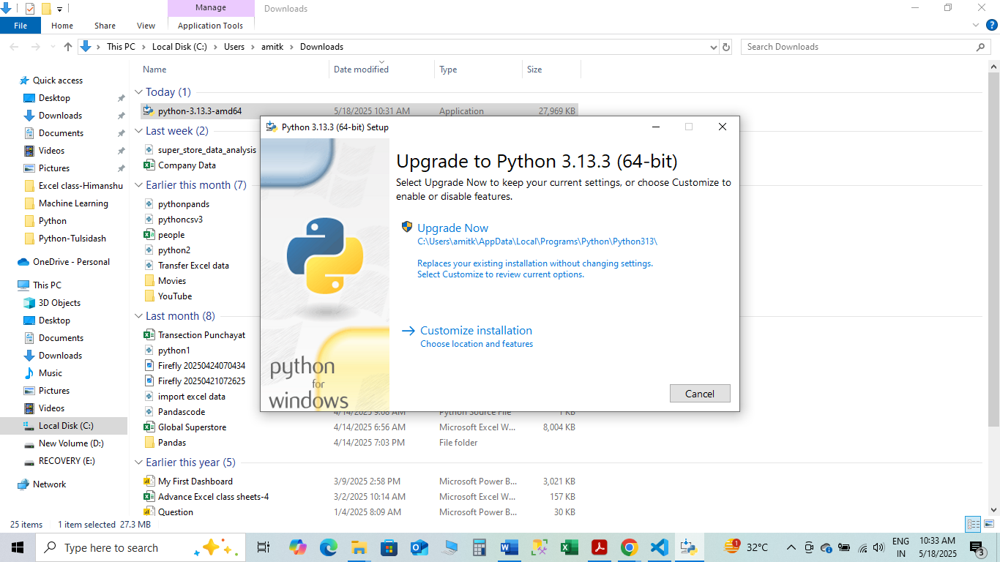 Manage
Downloads
File
Home
Share
View
Application Tools
This PC
Local Disk (C:)
Users
amitk
Downloads
Search Downloads
Name
Date modified
Type
Size
Quick access
Desktop
Downloads
Documents
Videos
Pictures
Excel class-Himanshu
Machine Learning
Python
Python-Tulsidash
OneDrive - Personal
This PC
3D Objects
Desktop
Documents
Downloads
Music
Pictures
Videos
Local Disk (C:)
New Volume (D:)
RECOVERY (E:)
Network
Today (1)
python-3.13.3-amd64 5/18/2025 10:31 AM Application 27,969 KB
Last week (2)
super_store_data_analysis
Company Data
Earlier this month (7)
pythonpands
pythoncsv3
people
python2
Transfer Excel data
Movies
YouTube
Last month (8)
Transection Punchayat
python1
Firefly 20250424070434
Firefly 20250421072625
import excel data
Pandascode 4/14/2025 9:08 AM Python Source File 1 KB
Global Superstore 4/14/2025 6:56 AM Microsoft Excel W... 8,004 KB
Pandas 4/14/2025 7:03 PM File folder
Earlier this year (5)
My First Dashboard 3/9/2025 2:58 PM Microsoft Power B... 3,021 KB
Advance Excel class sheets-4 3/2/2025 10:14 AM Microsoft Excel W... 157 KB
Question 1/4/2025 8:09 AM Microsoft Power B... 30 KB
Python 3.13.3 (64-bit) Setup
Upgrade to Python 3.13.3 (64-bit)
Select Upgrade Now to keep your current settings, or choose Customize to
enable or disable features.
Upgrade Now
C:\Users\amitk\AppData\Local\Programs\Python\Python313\
Replaces your existing installation without changing settings.
Select Customize to review current options.
Customize installation
Choose location and features
python
for
windows
Cancel
25 items 1 item selected 27.3 MB
Type here to search
1
32°C
ENG
IN
10:33 AM
5/18/2025
3